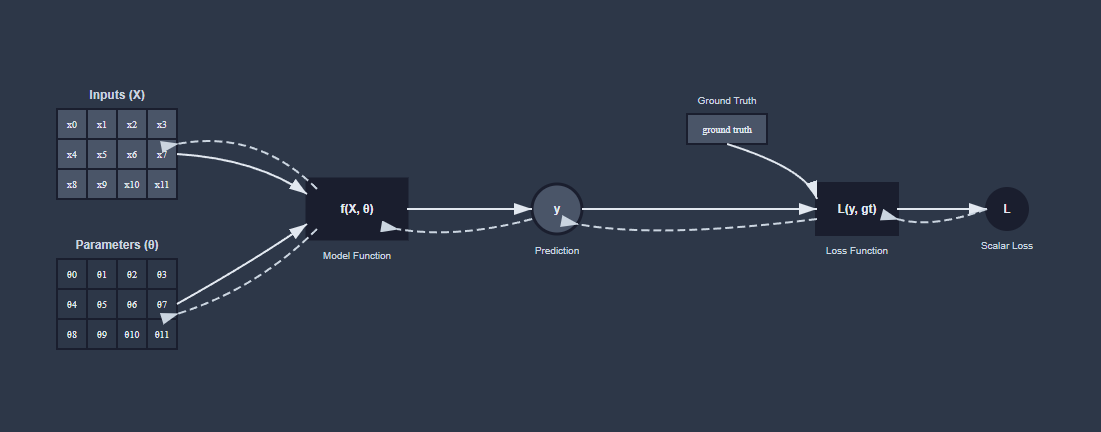 Inputs (X)
x0 x1 x2 x3
x4 x5 x6 x7
x8 x9 x10 x11
Parameters (θ)
θ0 θ1 θ2 θ3
θ4 θ5 θ6 θ7
θ8 θ9 θ10 θ11
f(X, θ)
Model Function
y
Prediction
Ground Truth
ground truth
L(y, gt)
Loss Function
L
Scalar Loss